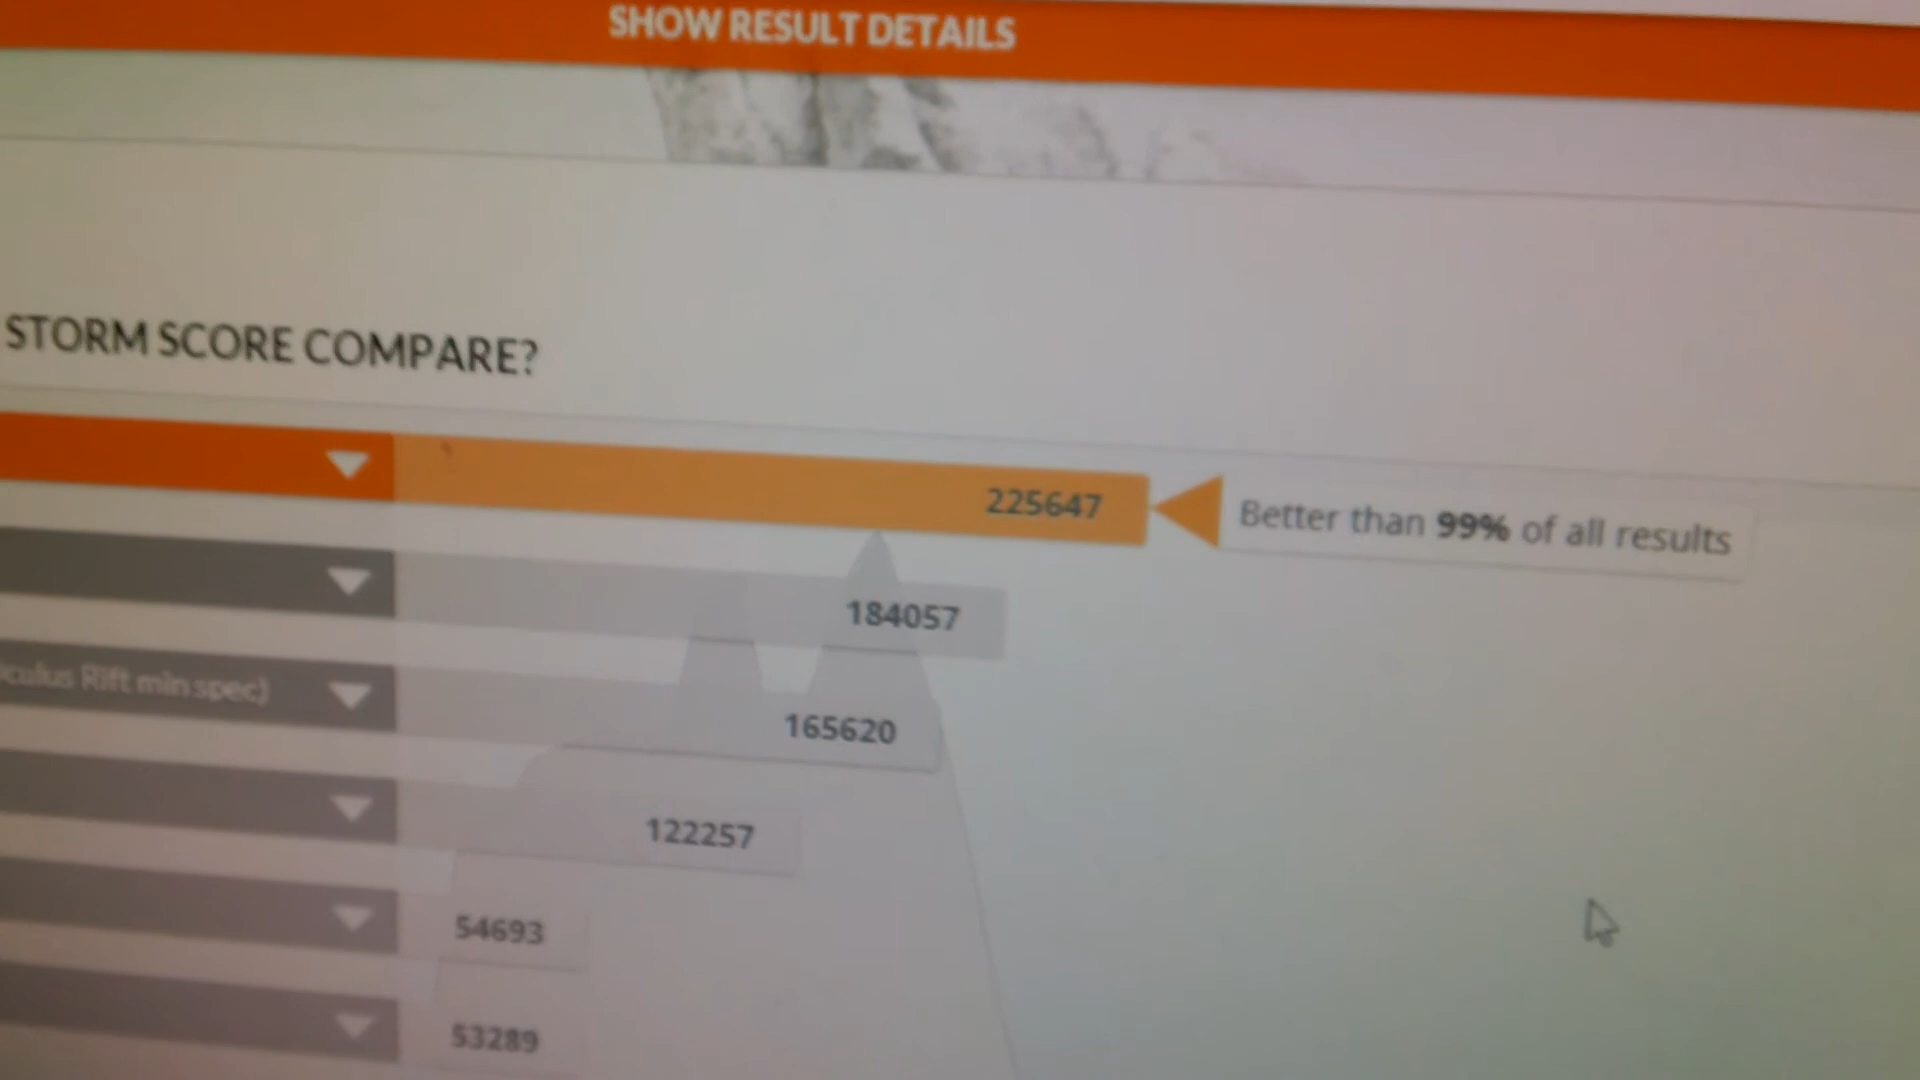 SHOW RESULT DETAILS
STORM SCORE COMPARE?
225647
Better than 99% of all results
184057
culus Rift min spec)
165620
122257
54693
53289